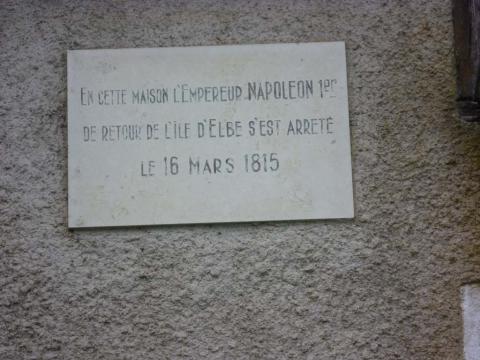 EN CETTE MAISON L'EMPEREUR NAPOLEON 1er
DE RETOUR DE L'ILE D'ELBE S'EST ARRETÉ
LE 16 MARS 1815